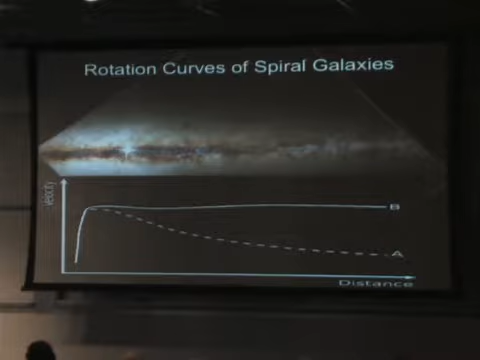 Rotation Curves of Spiral Galaxies
Velocity
B
A
Distance